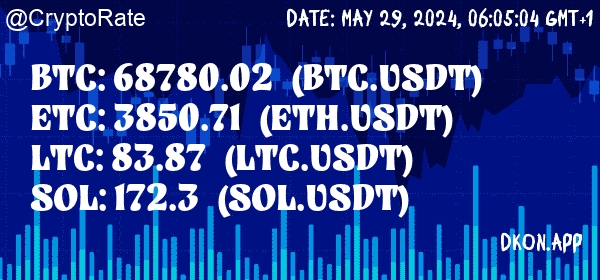 @CryptoRate
DATE: MAY 29, 2024, 06:05:04 GMT+1
BTC: 68780.02 (BTC.USDT)
ETC: 3850.71 (ETH.USDT)
LTC: 83.87 (LTC.USDT)
SOL: 172.3 (SOL.USDT)
DKON.APP